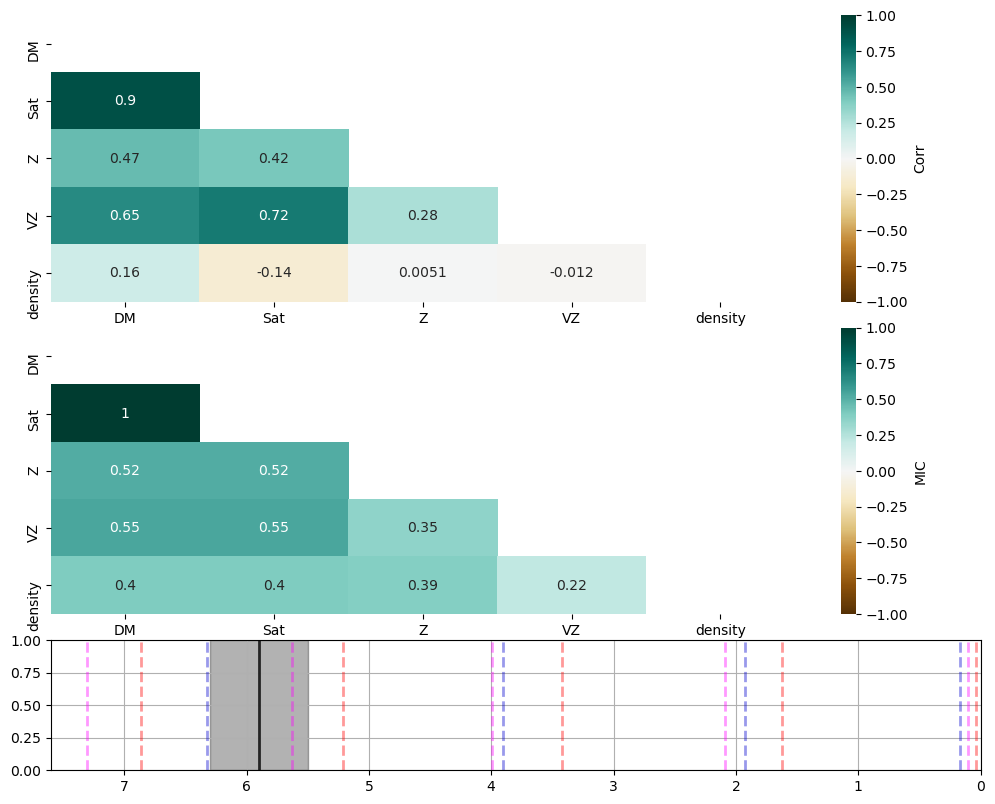 DM
Sat
Z
VZ
density
0.9
0.47 0.42
0.65 0.72 0.28
0.16 -0.14 0.0051 -0.012
DM Sat Z VZ density
1.00
0.75
0.50
0.25
0.00
−0.25
−0.50
−0.75
−1.00
Corr
DM
Sat
Z
VZ
density
1
0.52 0.52
0.55 0.55 0.35
0.4 0.4 0.39 0.22
DM Sat Z VZ density
1.00
0.75
0.50
0.25
0.00
−0.25
−0.50
−0.75
−1.00
MIC
1.00
0.75
0.50
0.25
0.00
7 6 5 4 3 2 1 0